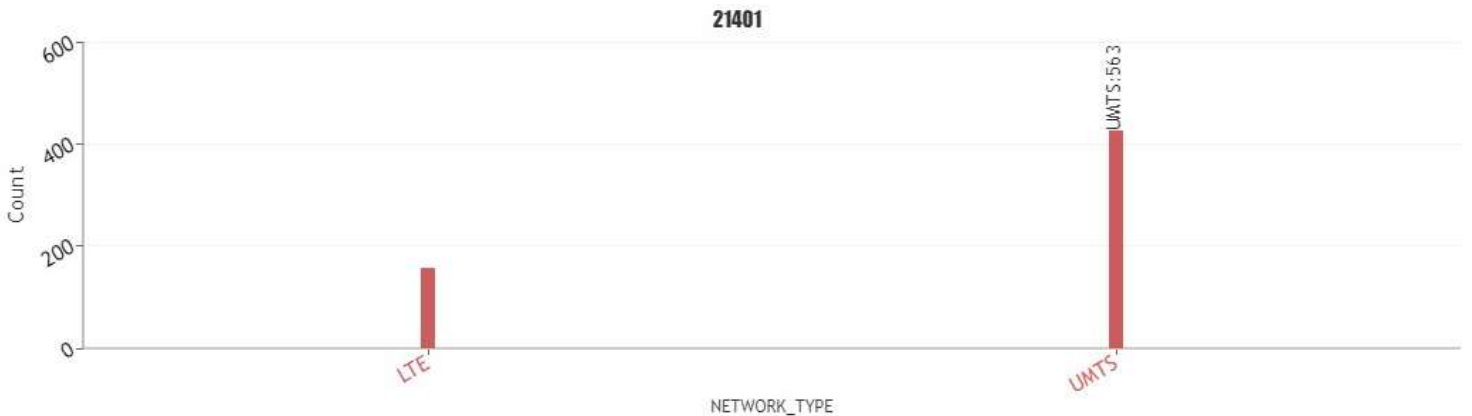 21401
600
400
200
0
Count
UMTS:563
LTE
UMTS
NETWORK_TYPE